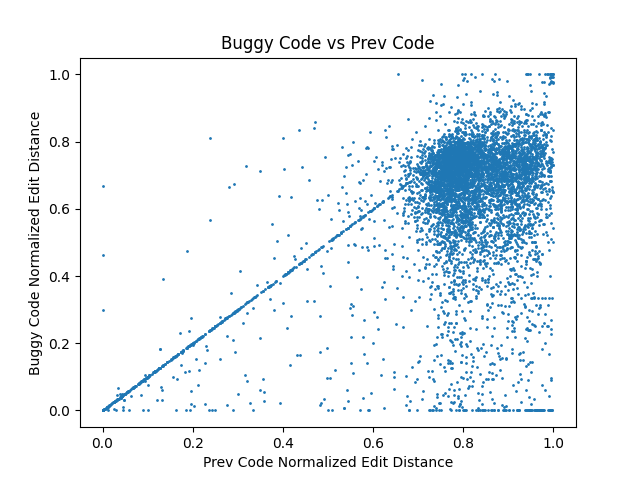 Buggy Code vs Prev Code
Buggy Code Normalized Edit Distance
1.0
0.8
0.6
0.4
0.2
0.0
0.0 0.2 0.4 0.6 0.8 1.0
Prev Code Normalized Edit Distance